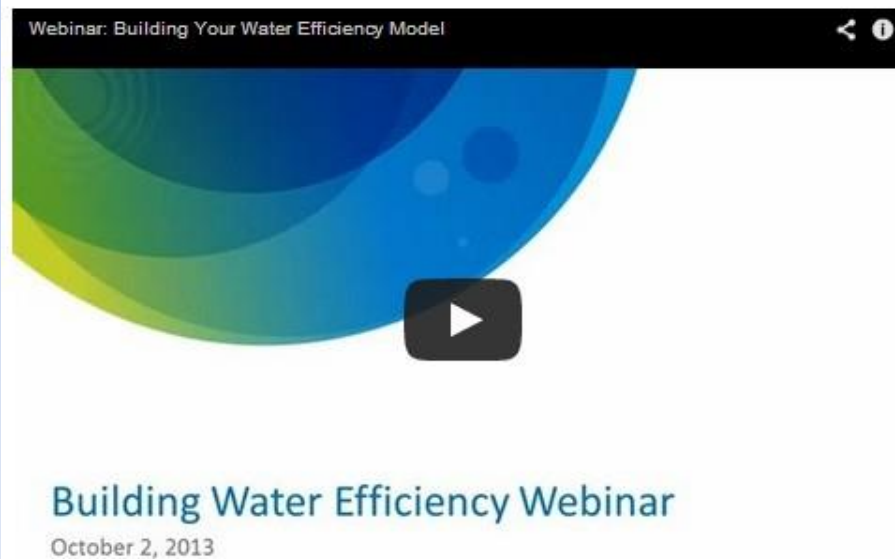 Webinar: Building Your Water Efficiency Model
Building Water Efficiency Webinar
October 2, 2013